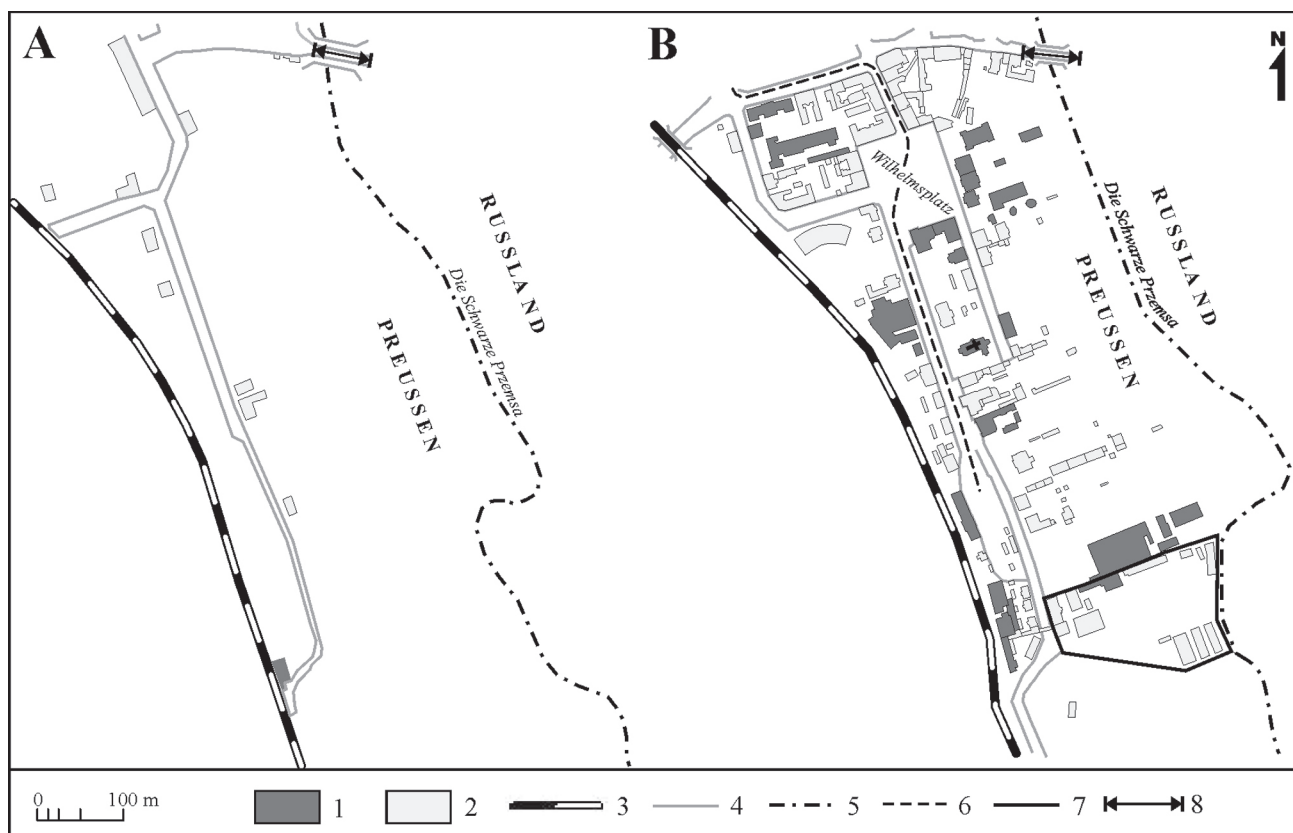 A
RUSSLAND
Die Schwarze Przemsa
PREUSSEN
B
N
Wilhelmsplatz
RUSSLAND
Die Schwarze Przemsa
PREUSSEN
0 100 m
1
2
3
4
5
6
7
8